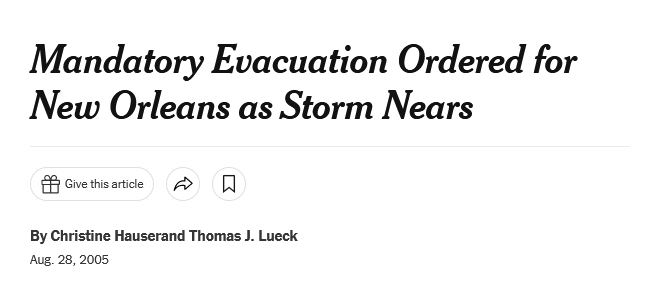 Mandatory Evacuation Ordered for
New Orleans as Storm Nears
Give this article
By Christine Hauserand Thomas J. Lueck
Aug. 28, 2005